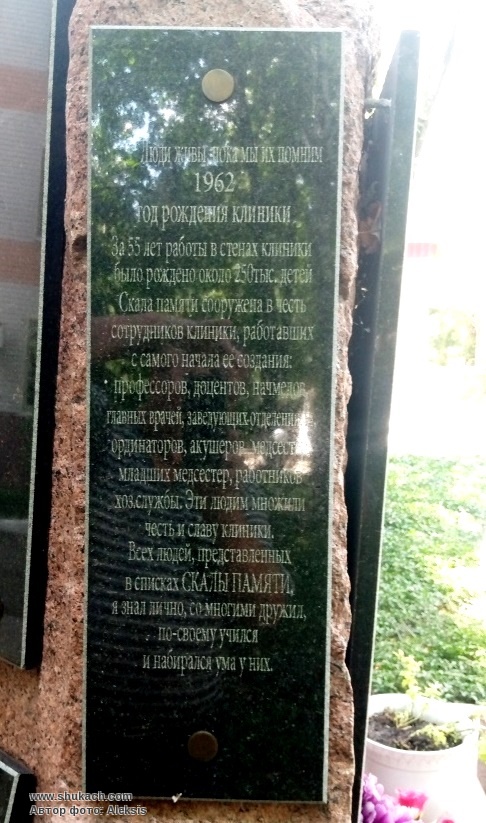 Люди живы, пока мы их помним
1962
год рождения клиники
За 55 лет работы в стенах клиники
было рождено около 250тыс. детей
Скала памяти сооружена в честь
сотрудников клиники, работавших
с самого начала ее создания:
профессоров, доцентов, начмедов,
главных врачей, заведующих
ординаторов, акушеров,
младших медсестер, работников
хоз.службы. Эти людим множили
честь и славу клиники.
Всех людей, представленных
в списках СКАЛЫ ПАМЯТИ,
я знал лично, со многими дружил,
по-своему учился
и набирался ума у них.
www.shukach.com
Автор фото: Aleksis